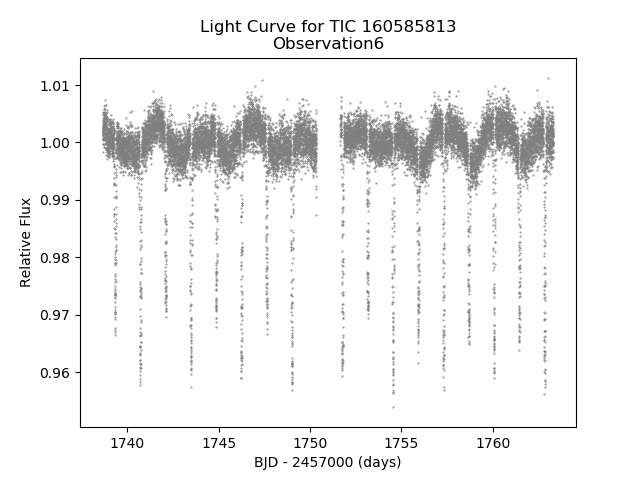 Light Curve for TIC 160585813
Observation6
1.01
1.00
0.99
0.98
0.97
0.96
Relative Flux
1740
1745
1750
1755
1760
BJD - 2457000 (days)